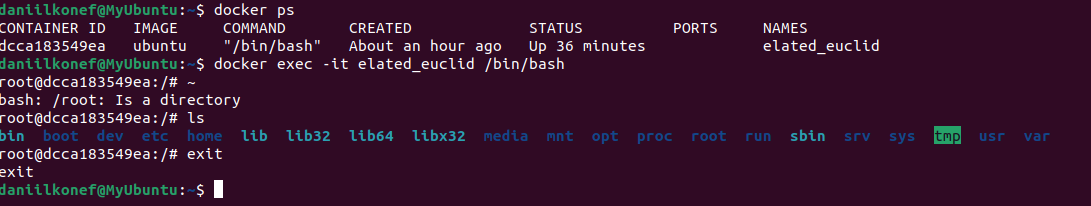 daniilkonef@MyUbuntu:~$ docker ps
CONTAINER ID   IMAGE     COMMAND       CREATED             STATUS          PORTS     NAMES
dcca183549ea   ubuntu    "/bin/bash"   About an hour ago   Up 36 minutes             elated_euclid
daniilkonef@MyUbuntu:~$ docker exec -it elated_euclid /bin/bash
root@dcca183549ea:/# ~
bash: /root: Is a directory
root@dcca183549ea:/# ls
bin  boot  dev  etc  home  lib  lib32  lib64  libx32  media  mnt  opt  proc  root  run  sbin  srv  sys  tmp  usr  var
root@dcca183549ea:/# exit
exit
daniilkonef@MyUbuntu:~$